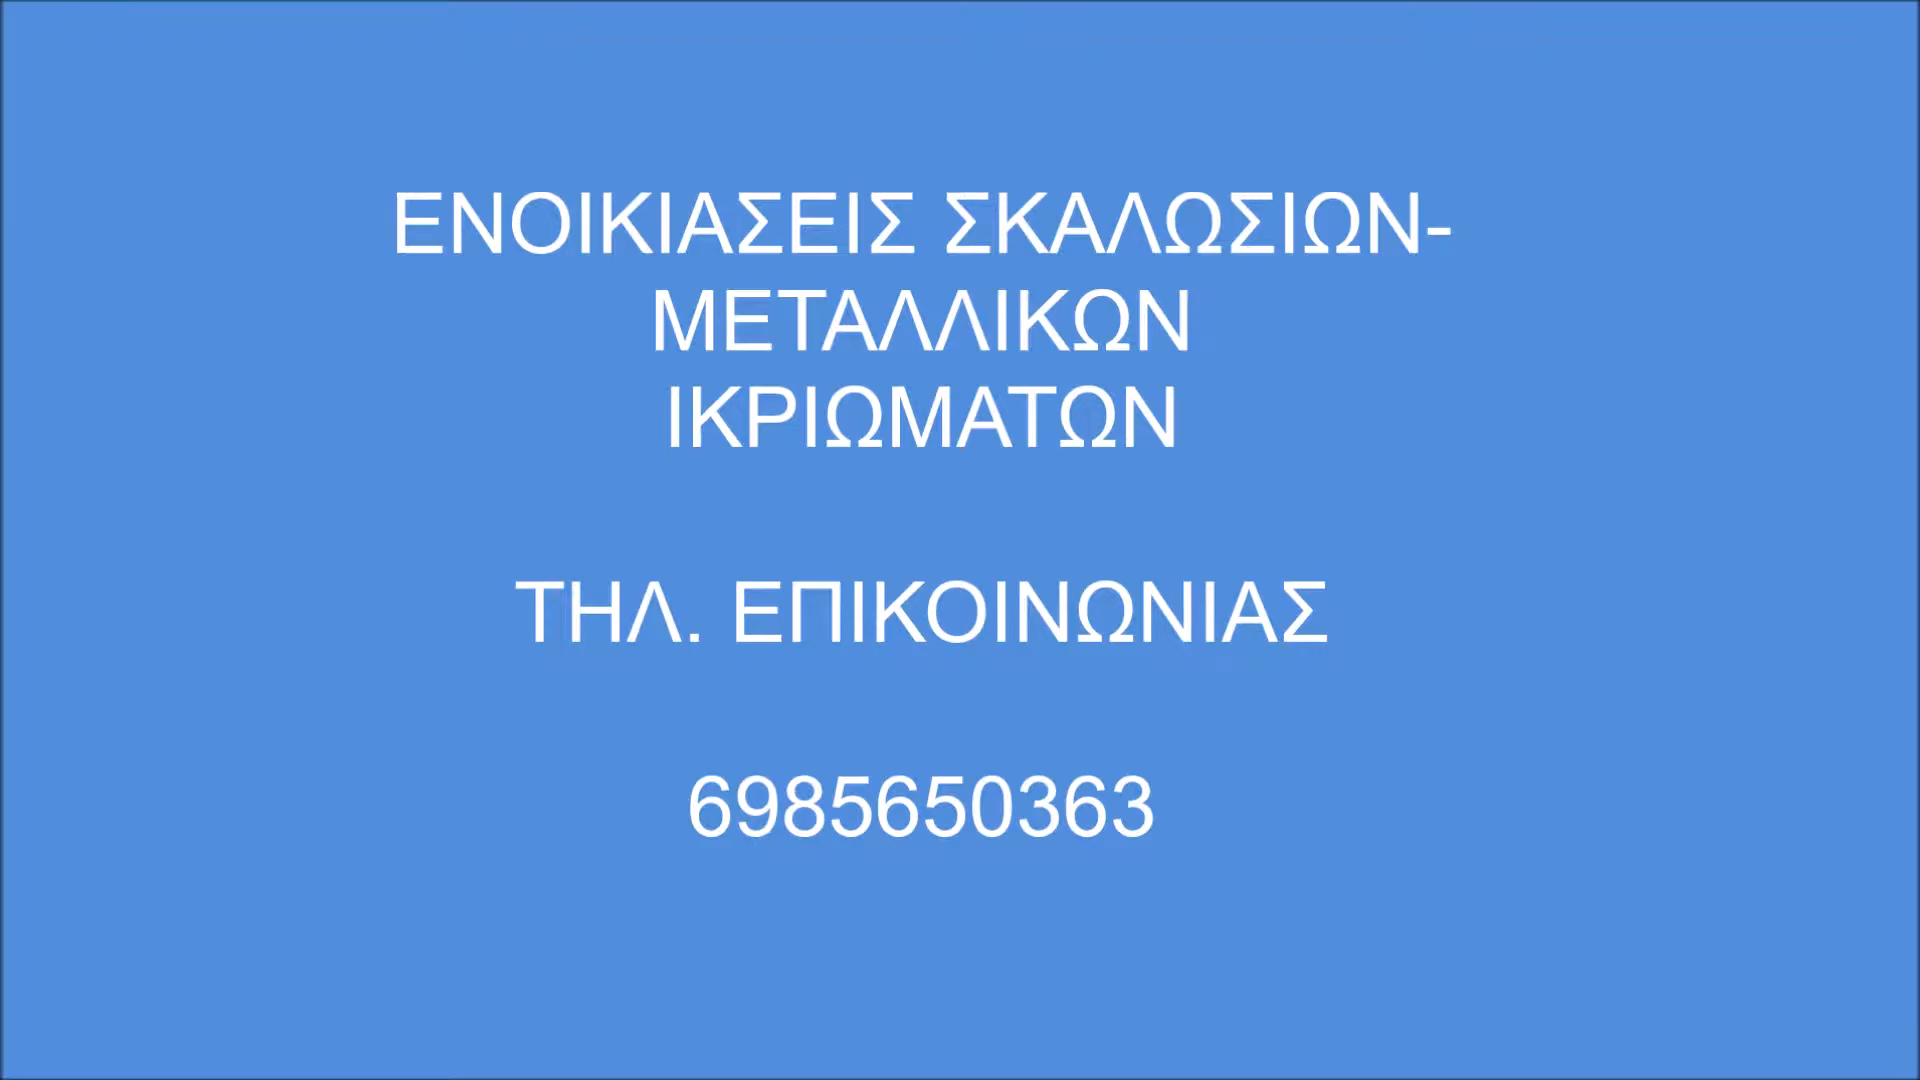 ΕΝΟΙΚΙΑΣΕΙΣ ΣΚΑΛΩΣΙΩΝ-
ΜΕΤΑΛΛΙΚΩΝ
ΙΚΡΙΩΜΑΤΩΝ
ΤΗΛ. ΕΠΙΚΟΙΝΩΝΙΑΣ
6985650363